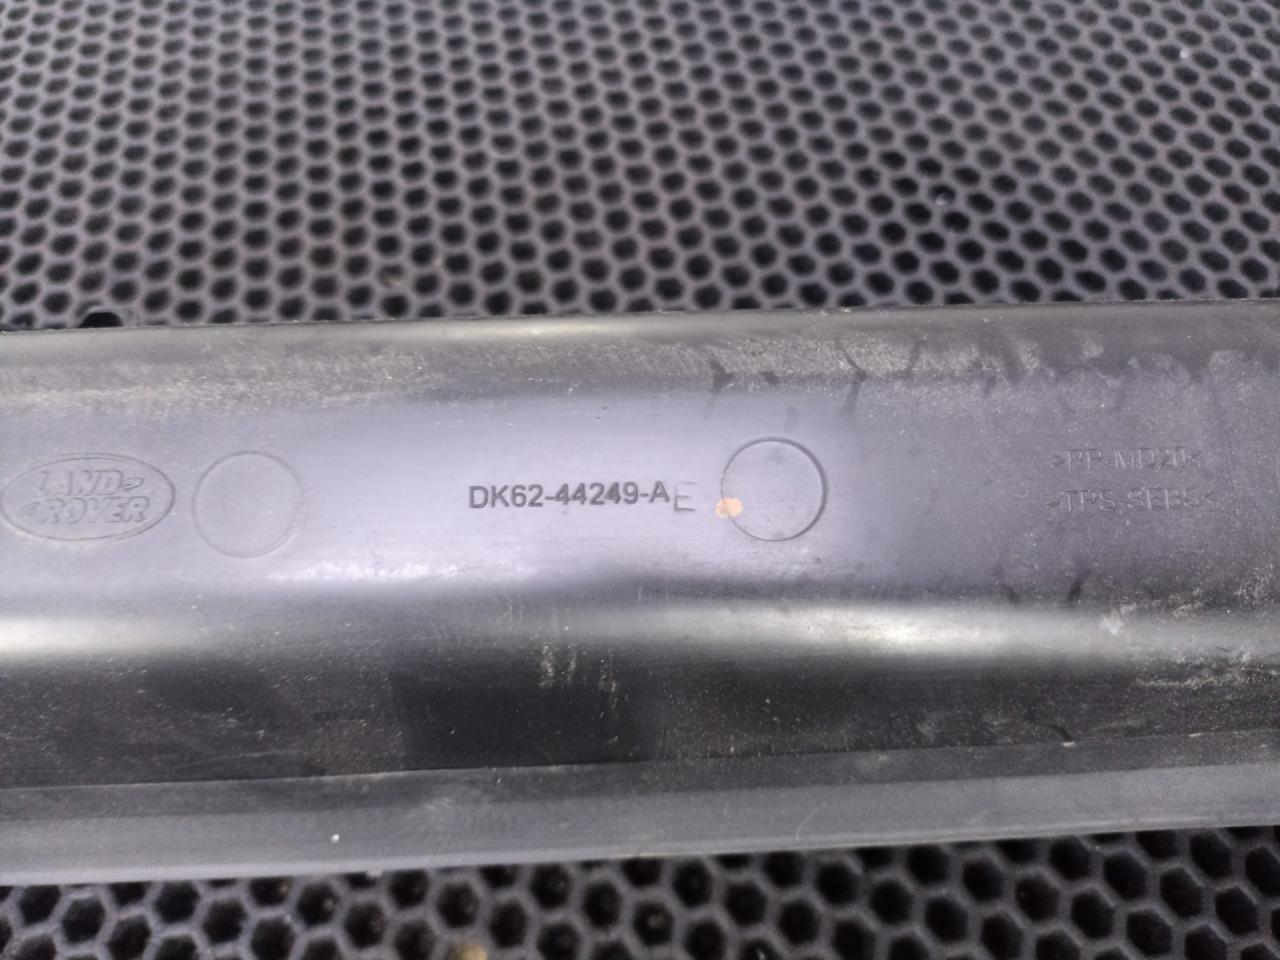 LAND
ROVER
DK62-44249-AE
>PP-MD20<
>TPS-SEBS<